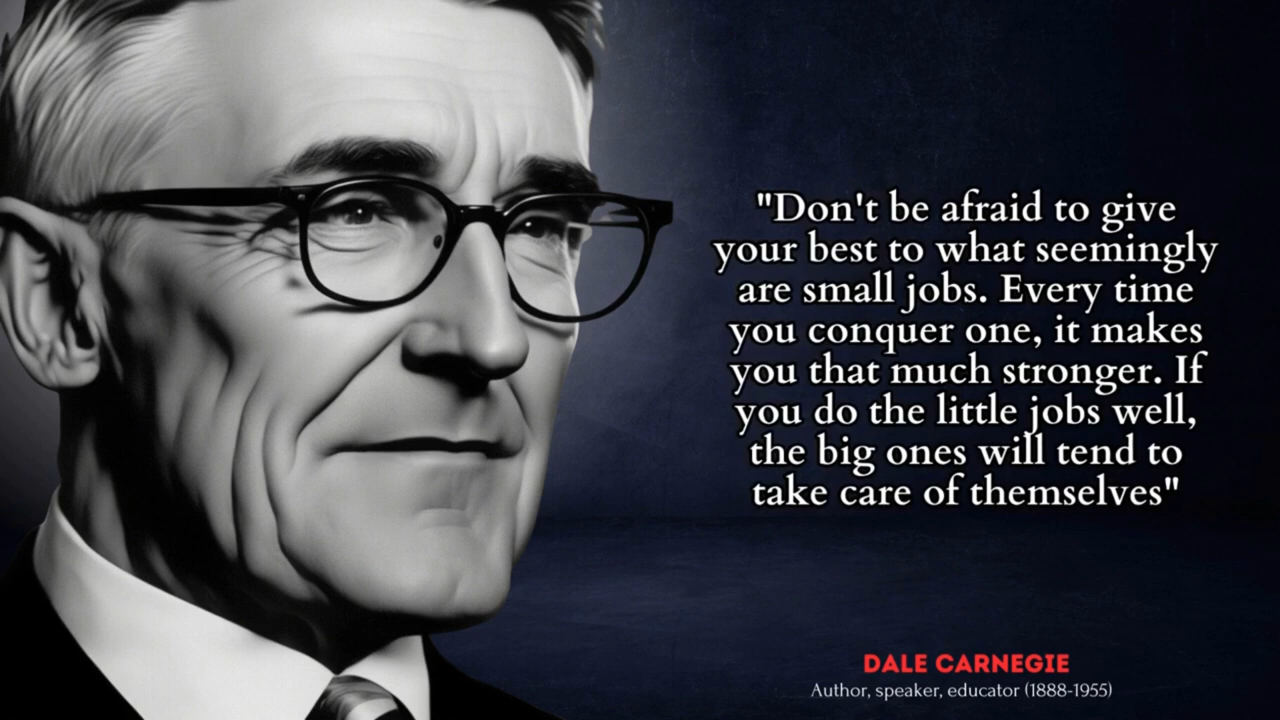 "Don't be afraid to give
your best to what seemingly
are small jobs. Every time
you conquer one, it makes
you that much stronger. If
you do the little jobs well,
the big ones will tend to
take care of themselves"
DALE CARNEGIE
Author, speaker, educator (1888-1955)